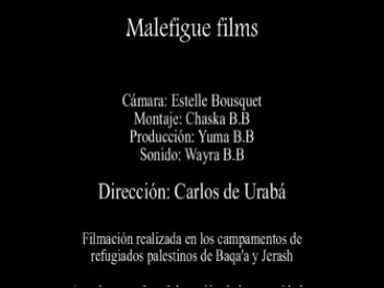 Malefigue films
Cámara: Estelle Bousquet
Montaje: Chaska B.B
Producción: Yuma B.B
Sonido: Wayra B.B
Dirección: Carlos de Urabá
Filmación realizada en los campamentos de
refugiados palestinos de Baqa'a y Jerash